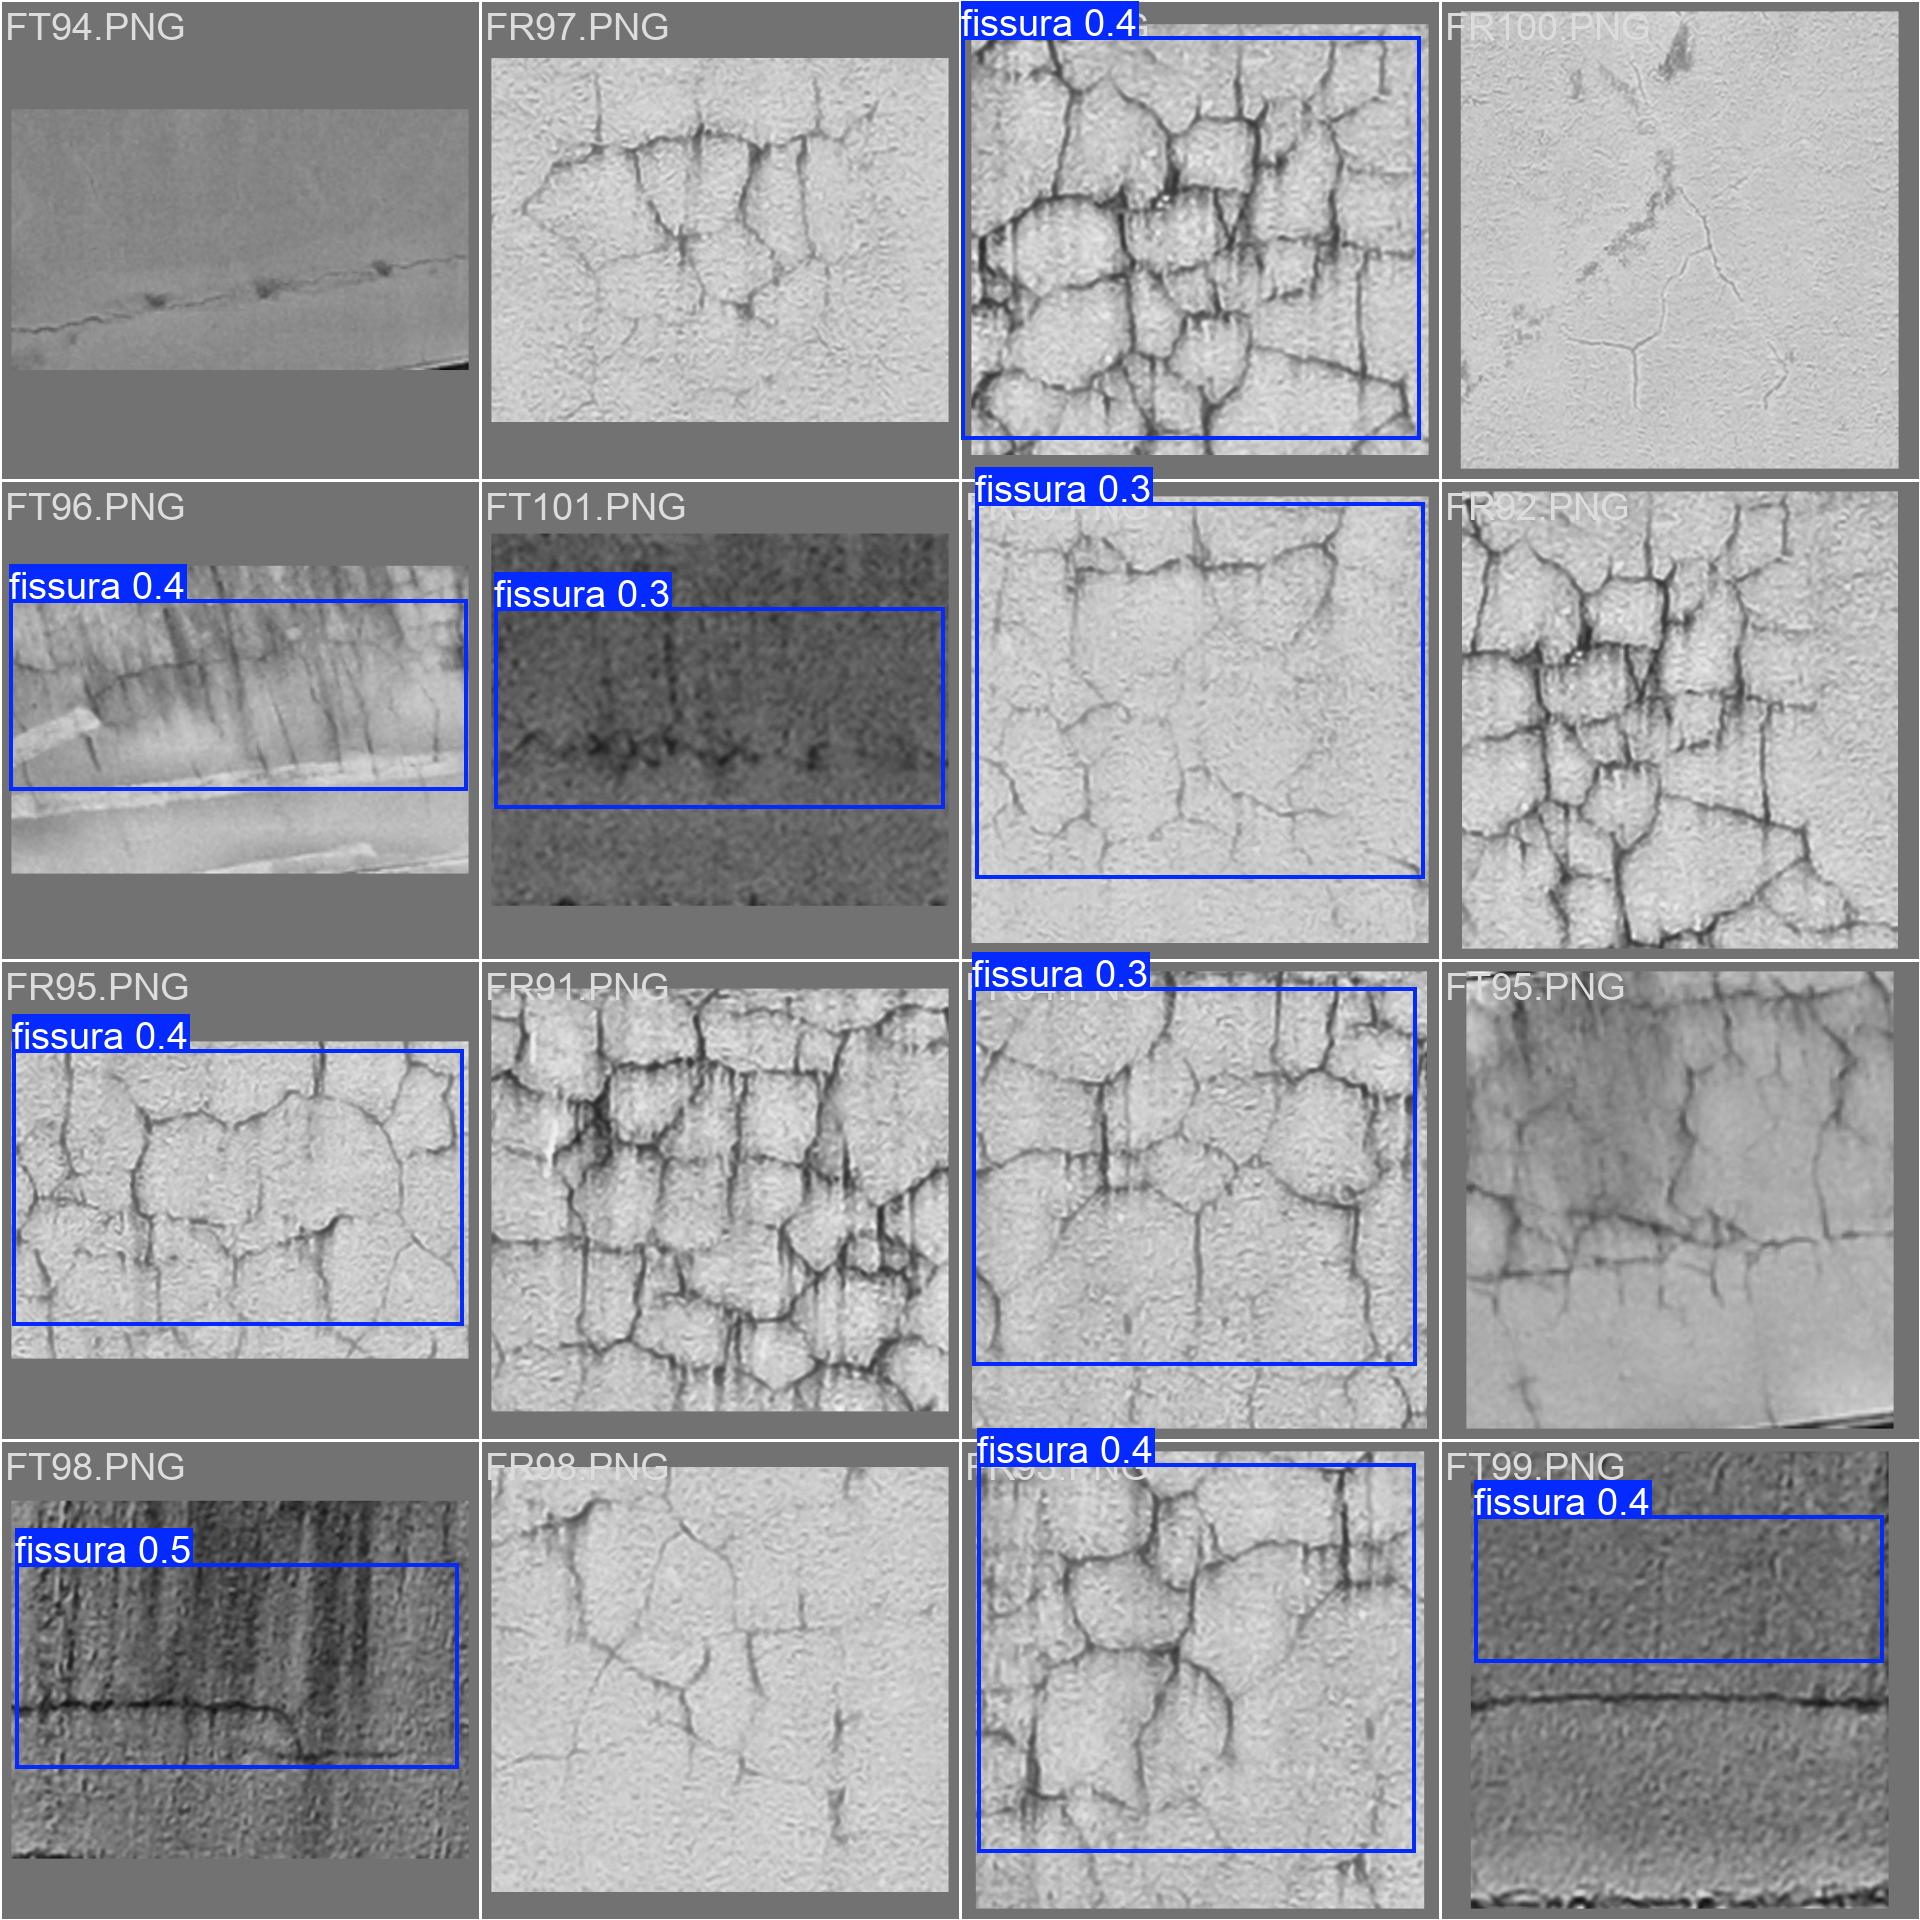 FT94.PNG
FR97.PNG
fissura 0.4
FR100.PNG
FT96.PNG
fissura 0.4
FT101.PNG
fissura 0.3
fissura 0.3
FR92.PNG
FR95.PNG
fissura 0.4
FR91.PNG
fissura 0.3
FT95.PNG
FT98.PNG
fissura 0.5
FR98.PNG
fissura 0.4
FT99.PNG
fissura 0.4